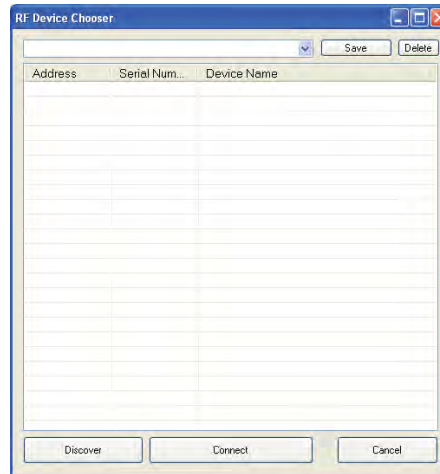 RF Device Chooser
Save Delete
Address Serial Num... Device Name
Discover Connect Cancel